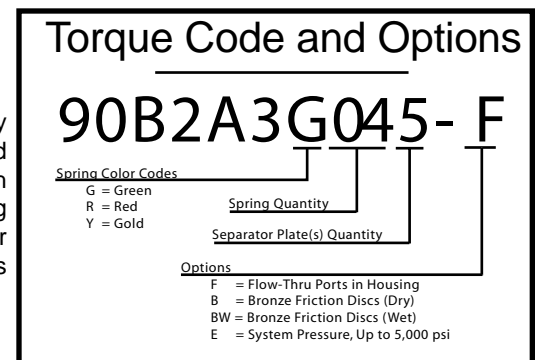 Torque Code and Options
90B2A3G045- F
Spring Color Codes
G = Green
R = Red
Y = Gold
Spring Quantity
Separator Plate(s) Quantity
Options
F = Flow-Thru Ports in Housing
B = Bronze Friction Discs (Dry)
BW = Bronze Friction Discs (Wet)
E = System Pressure, Up to 5,000 psi